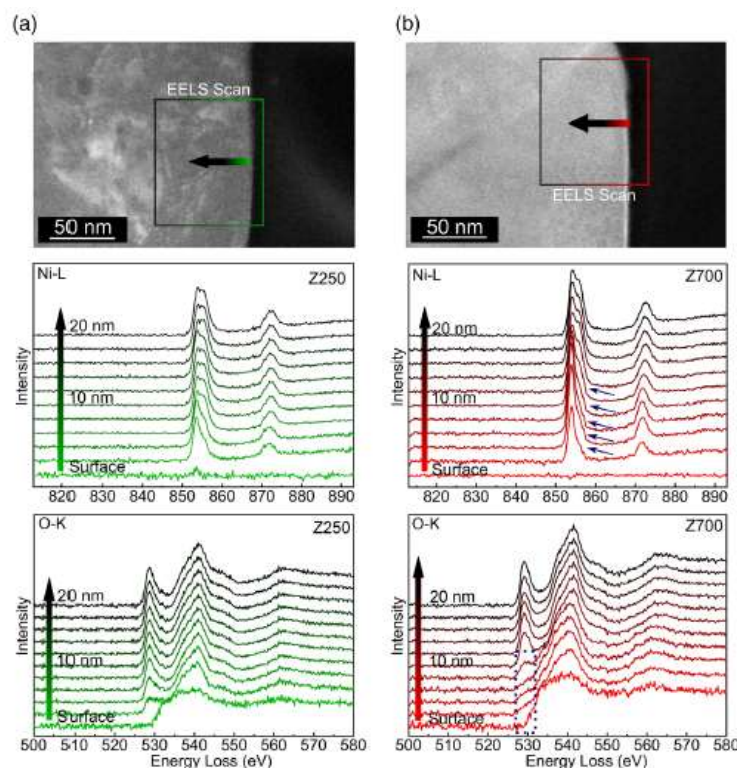 (a)
EELS Scan
50 nm
(b)
EELS Scan
50 nm
Ni-L
Z250
20 nm
10 nm
Surface
Intensity
820 830 840 850 860 870 880 890
Ni-L
Z700
20 nm
10 nm
Surface
Intensity
820 830 840 850 860 870 880 890
O-K
Z250
20 nm
10 nm
Surface
Intensity
500 510 520 530 540 550 560 570 580
Energy Loss (eV)
O-K
Z700
20 nm
10 nm
Surface
Intensity
500 510 520 530 540 550 560 570 580
Energy Loss (eV)